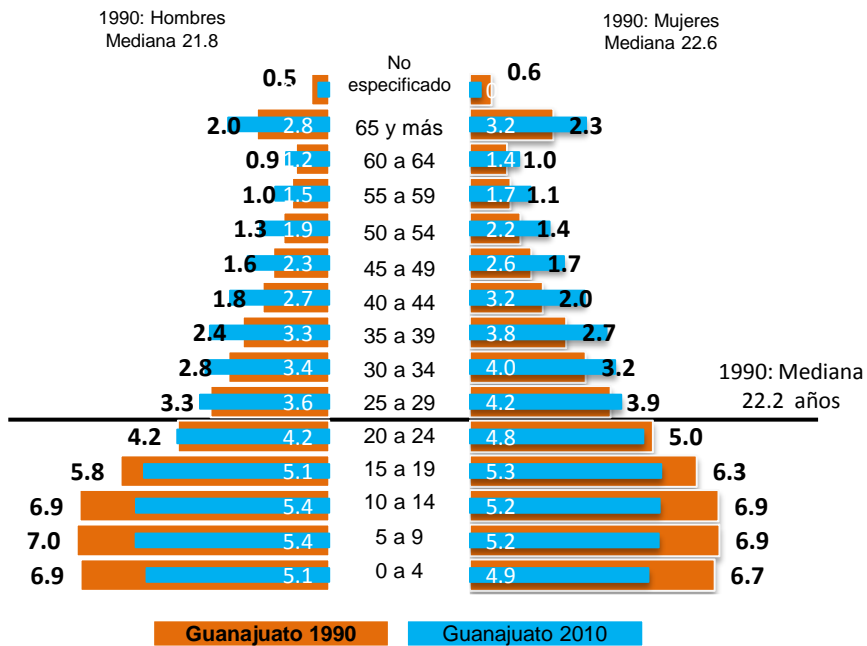 1990: Hombres
Mediana 21.8
1990: Mujeres
Mediana 22.6
0.5 No especificado 0.6
2.0 2.8 65 y más 3.2 2.3
0.9 1.2 60 a 64 1.4 1.0
1.0 1.5 55 a 59 1.7 1.1
1.3 1.9 50 a 54 2.2 1.4
1.6 2.3 45 a 49 2.6 1.7
1.8 2.7 40 a 44 3.2 2.0
2.4 3.3 35 a 39 3.8 2.7
2.8 3.4 30 a 34 4.0 3.2
1990: Mediana
22.2 años
3.3 3.6 25 a 29 4.2 3.9
4.2 4.2 20 a 24 4.8 5.0
5.8 5.1 15 a 19 5.3 6.3
6.9 5.4 10 a 14 5.2 6.9
7.0 5.4 5 a 9 5.2 6.9
6.9 5.1 0 a 4 4.9 6.7
Guanajuato 1990 Guanajuato 2010